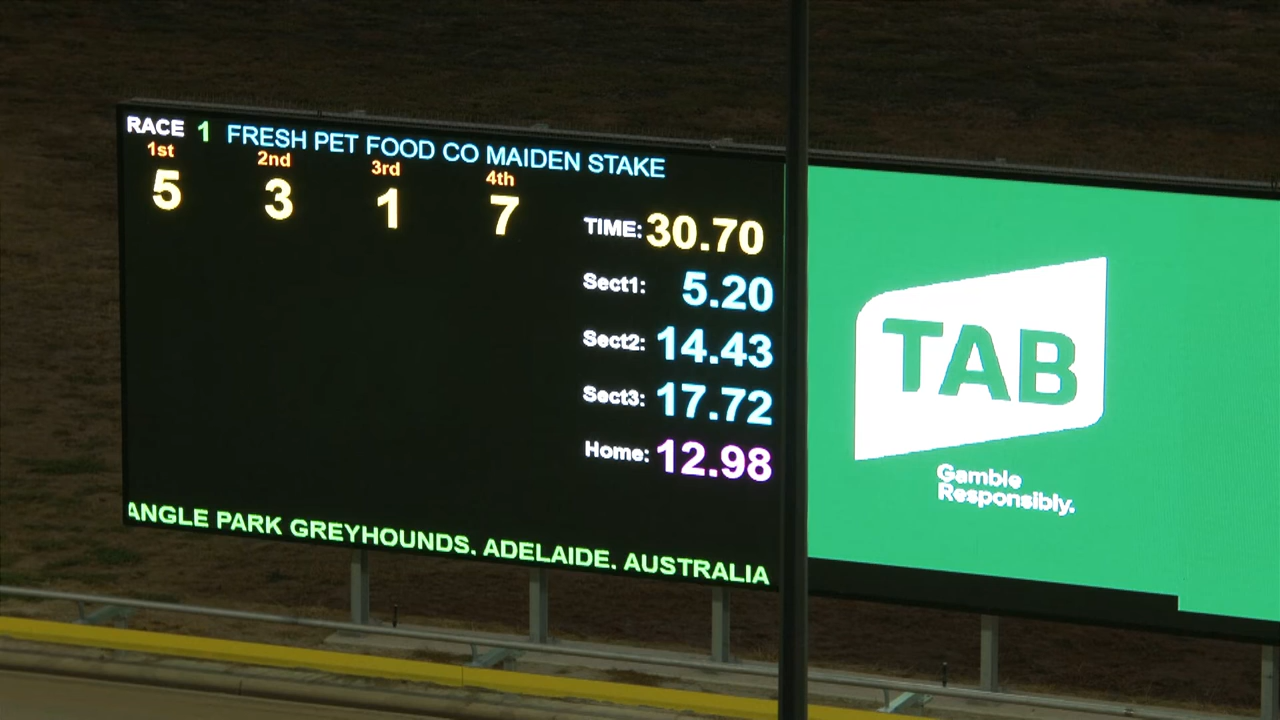 RACE 1 FRESH PET FOOD CO MAIDEN STAKE
1st 2nd 3rd 4th
5 3 1 7
TIME: 30.70
Sect1: 5.20
Sect2: 14.43
Sect3: 17.72
Home: 12.98
ANGLE PARK GREYHOUNDS. ADELAIDE. AUSTRALIA
TAB
Gamble
Responsibly.